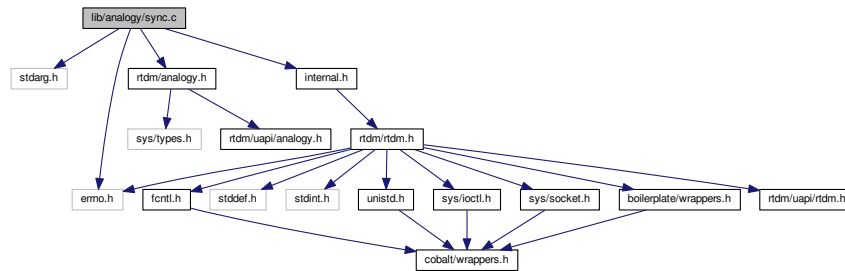 lib/analogy/sync.c
stdarg.h
rtdm/analogy.h
internal.h
sys/types.h
rtdm/uapi/analogy.h
rtdm/rtdm.h
errno.h
fcntl.h
stddef.h
stdint.h
unistd.h
sys/ioctl.h
sys/socket.h
boilerplate/wrappers.h
rtdm/uapi/rtdm.h
cobalt/wrappers.h